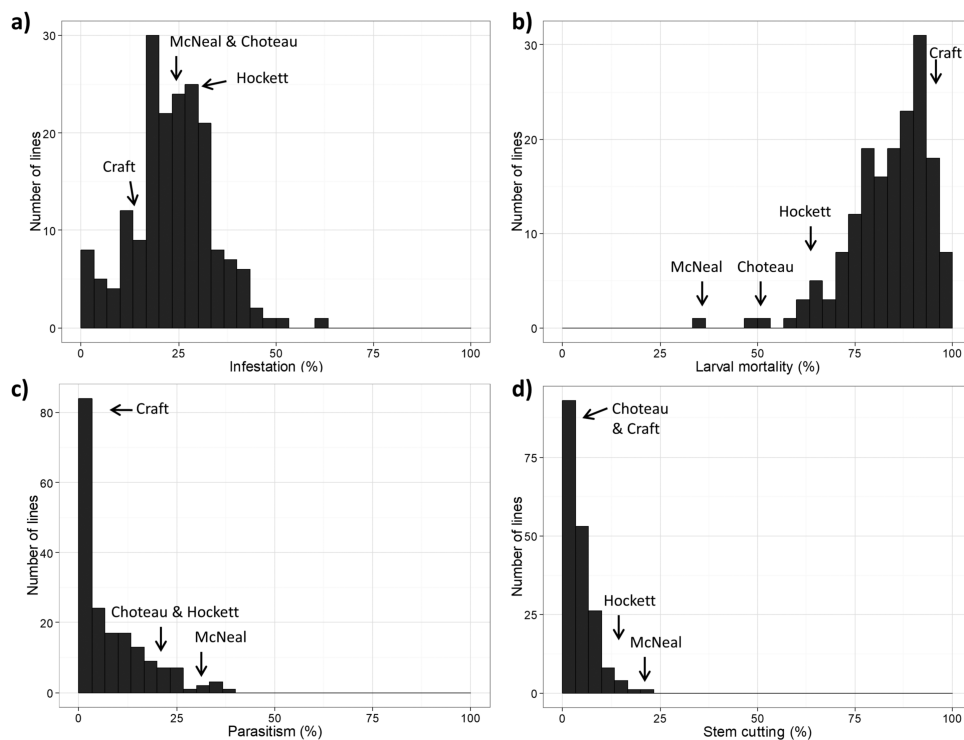 a)
30
20
10
0
Number of lines
McNeal & Choteau
Hockett
Craft
0 25 50 75 100
Infestation (%)
b)
30
20
10
0
Number of lines
Craft
Hockett
McNeal
Choteau
0 25 50 75 100
Larval mortality (%)
c)
80
60
40
20
0
Number of lines
Craft
Choteau & Hockett
McNeal
0 25 50 75 100
Parasitism (%)
d)
75
50
25
0
Number of lines
Choteau
& Craft
Hockett
McNeal
0 25 50 75 100
Stem cutting (%)